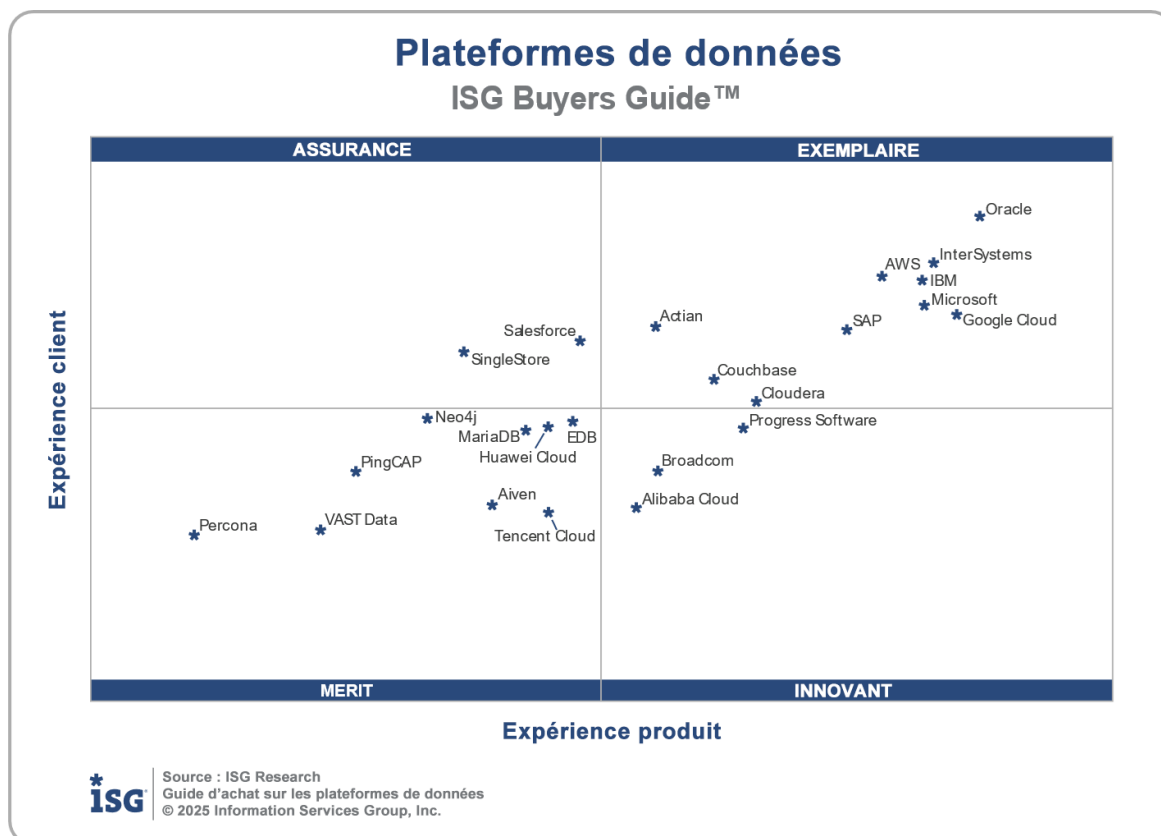 Plateformes de données
ISG Buyers Guide™
ASSURANCE
EXEMPLAIRE
Oracle
InterSystems
AWS
IBM
Microsoft
Google Cloud
Actian
SAP
Salesforce
SingleStore
Couchbase
Cloudera
Neo4j
MariaDB
Huawei Cloud
EDB
Progress Software
PingCAP
Broadcom
Aiven
Alibaba Cloud
Percona
VAST Data
Tencent Cloud
Expérience client
MERIT
INNOVANT
Expérience produit
ISG
Source : ISG Research
Guide d’achat sur les plateformes de données
© 2025 Information Services Group, Inc.